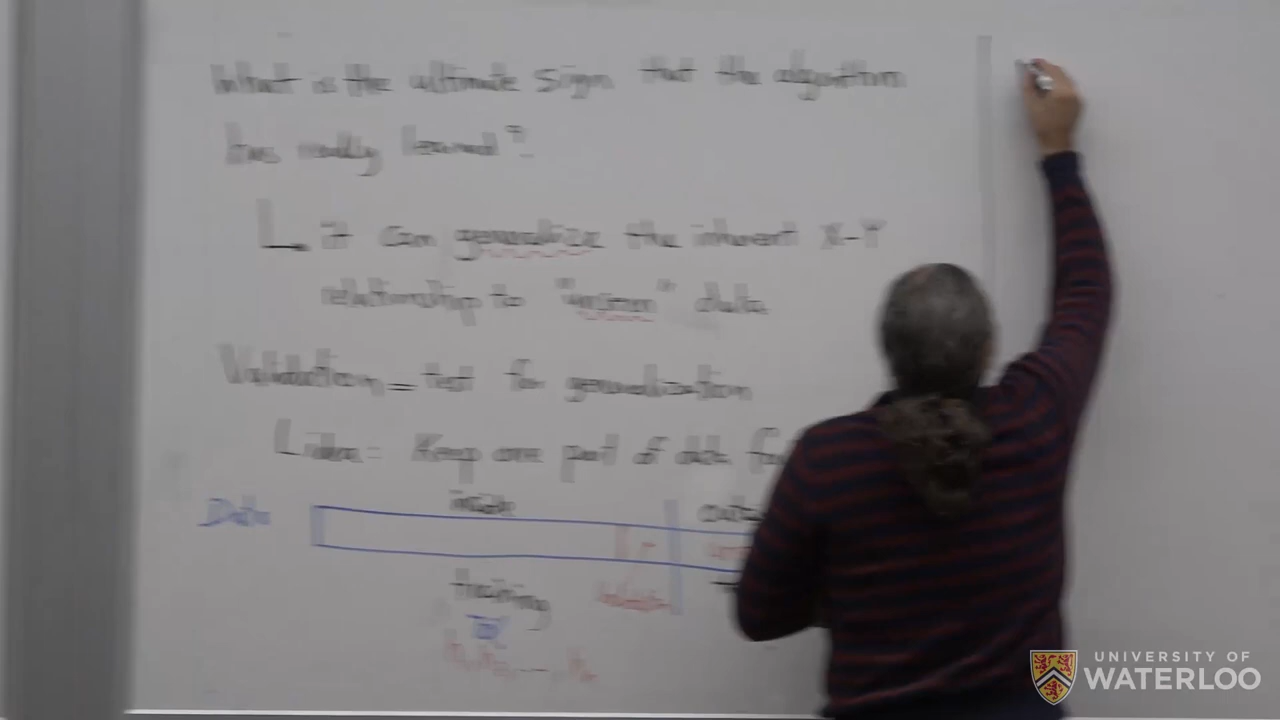 What is the ultimate sign that the algorithm
has really learned?
it can generalize the inherent X-Y
relationship to "unseen" data
Validation = test for generalization
Idea: Keep one part of data
Data
inside
training
validation
UNIVERSITY OF
WATERLOO